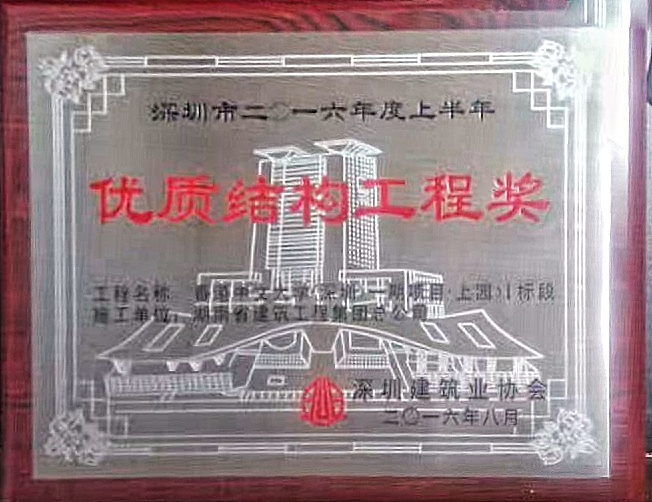 深圳市二〇一六年度上半年
优质结构工程奖
工程名称：香港中文大学(深圳)一期项目(上园)Ⅰ标段
施工单位：湖南省建筑工程集团总公司
深圳建筑业协会
二〇一六年八月